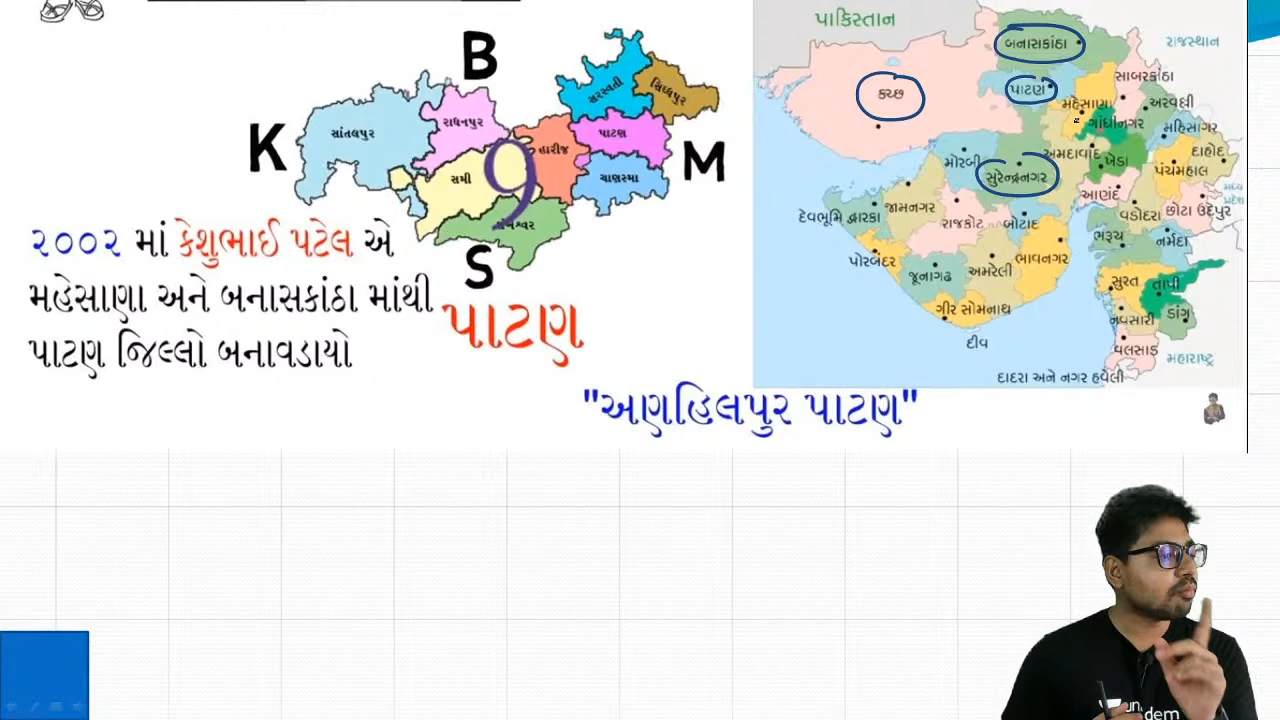 B
K
M
S
9
સાંતલપુર
રાધનપુર
સમી
હારીજ
સરસ્વતી
સિધ્ધપુર
પાટણ
ચાણસ્મા
૨૦૦૨ માં કેશુભાઈ પટેલ એ
મહેસાણા અને બનાસકાંઠા માંથી
પાટણ જિલ્લો બનાવડાયો
પાટણ
"અણહિલપુર પાટણ"
પાકિસ્તાન
બનાસકાંઠા
રાજસ્થાન
કચ્છ
પાટણ
સાબરકાંઠા
મહેસાણા
અરવલ્લી
ગાંધીનગર
મહિસાગર
મોરબી
સુરેન્દ્રનગર
અમદાવાદ
ખેડા
દાહોદ
પંચમહાલ
આણંદ
મધ્ય
પ્રદેશ
દેવભૂમિ દ્વારકા
જામનગર
રાજકોટ
બોટાદ
વડોદરા
છોટા ઉદેપુર
ભરૂચ
નર્મદા
પોરબંદર
જૂનાગઢ
અમરેલી
ભાવનગર
સુરત
તાપી
ગીર સોમનાથ
નવસારી
ડાંગ
દીવ
વલસાડ
મહારાષ્ટ્ર
દાદરા અને નગર હવેલી